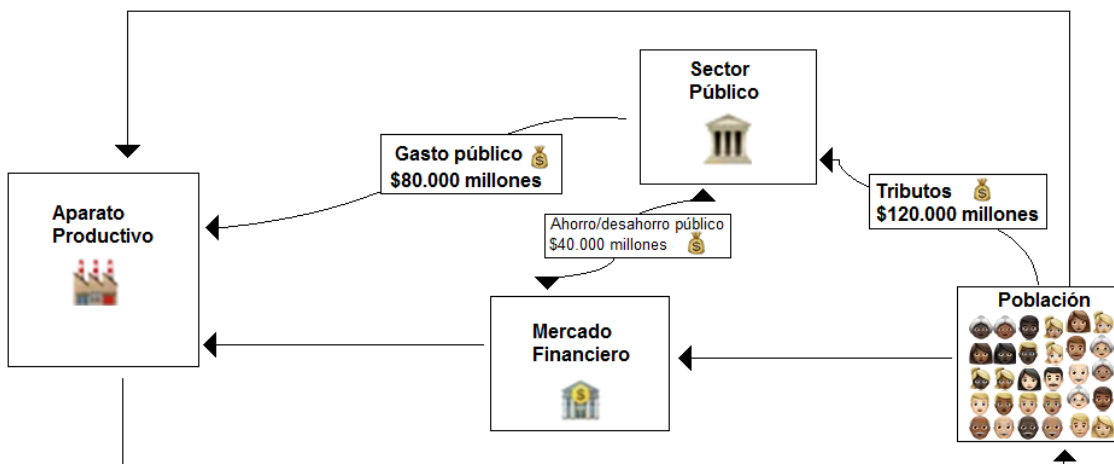 Sector
Público
Gasto público
$80.000 millones
Tributos
$120.000 millones
Aparato
Productivo
Ahorro/desahorro público
$40.000 millones
Población
Mercado
Financiero